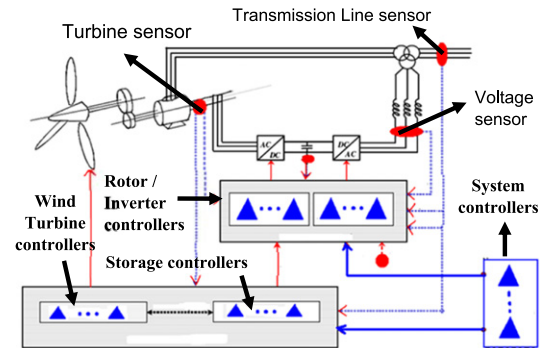 Transmission Line sensor
Turbine sensor
Voltage
sensor
AC
DC
DC
AC
Rotor /
Inverter
controllers
Wind
Turbine
controllers
System
controllers
Storage controllers